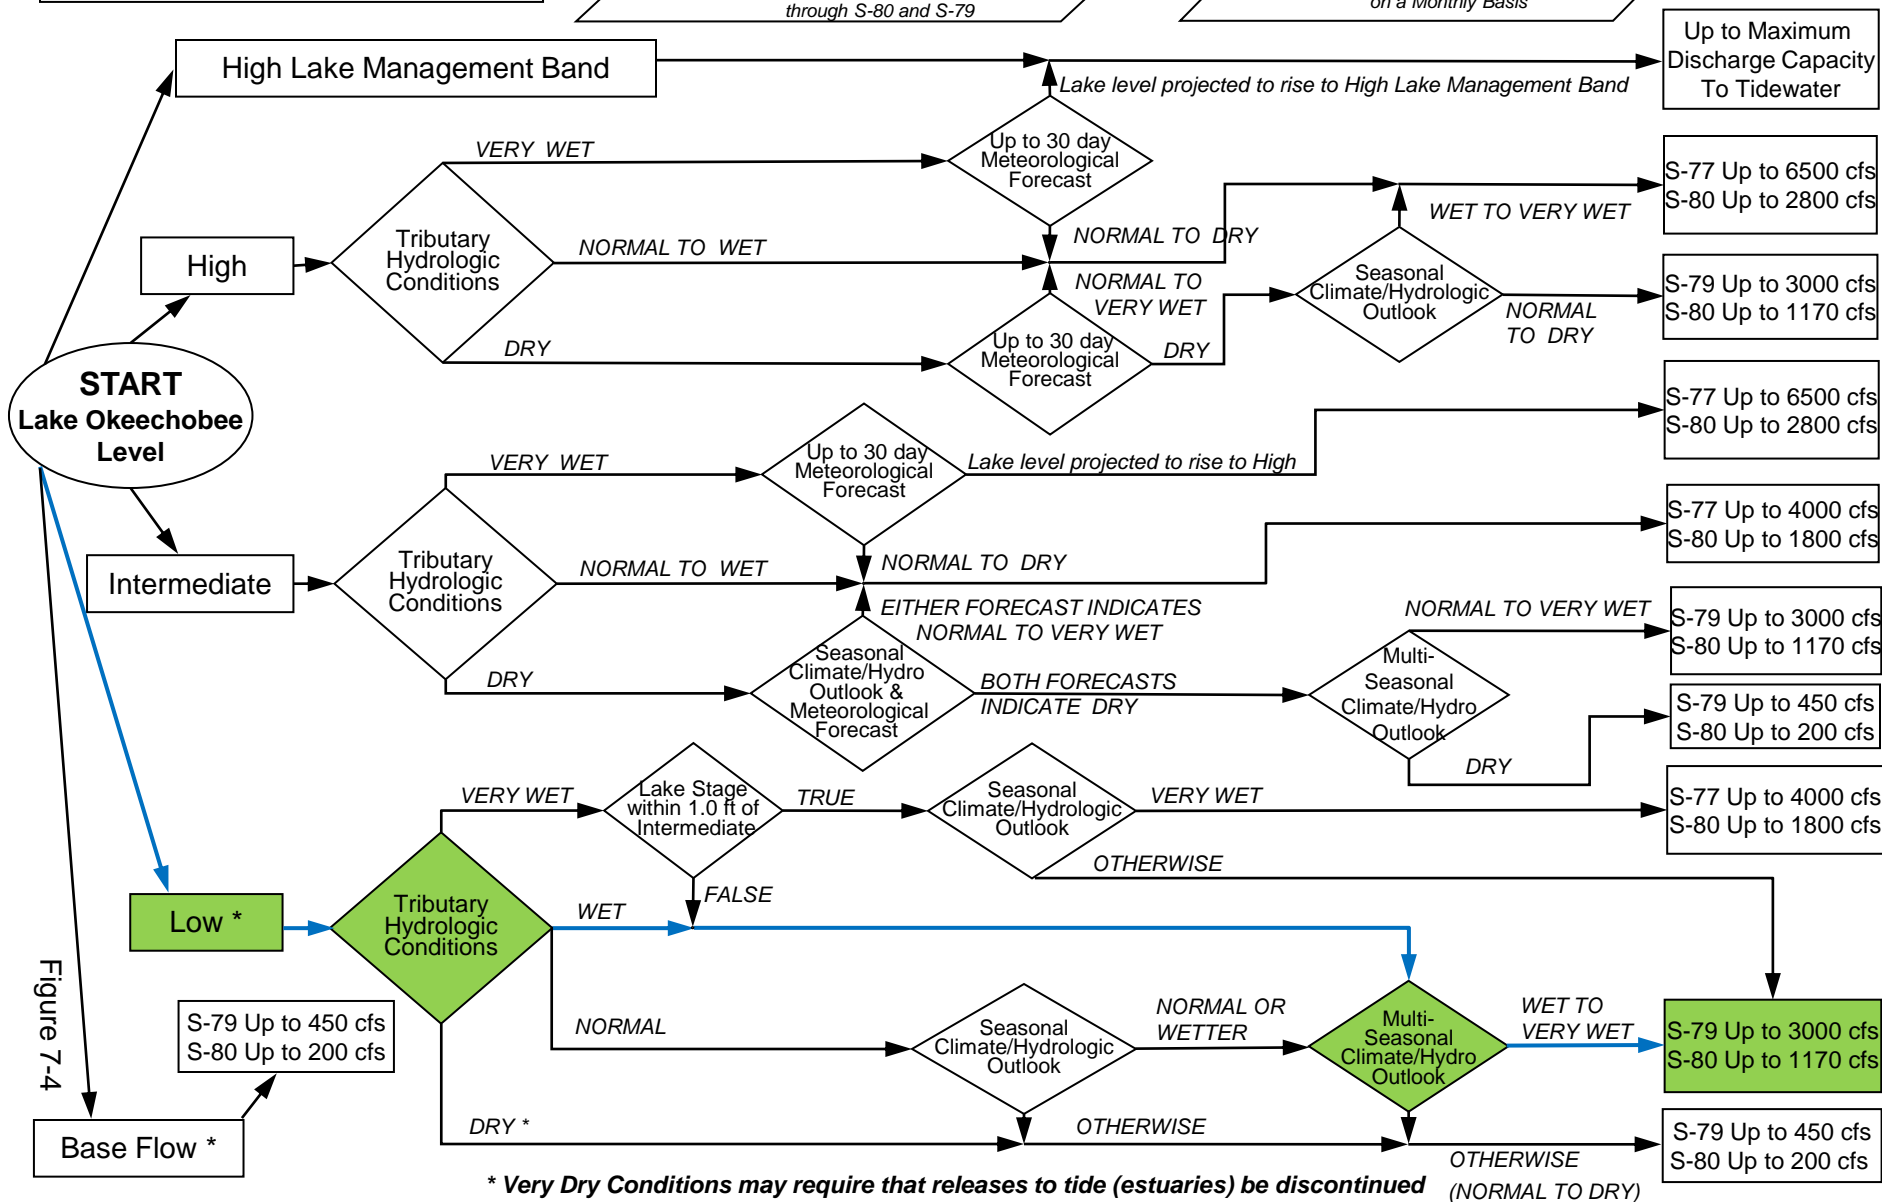 through S-80 and S-79
on a Monthly Basis
High Lake Management Band
Lake level projected to rise to High Lake Management Band
Up to Maximum
Discharge Capacity
To Tidewater
VERY WET
Up to 30 day
Meteorological
Forecast
S-77 Up to 6500 cfs
S-80 Up to 2800 cfs
WET TO VERY WET
High
Tributary
Hydrologic
Conditions
NORMAL TO WET
NORMAL TO DRY
NORMAL TO
VERY WET
Seasonal
Climate/Hydrologic
Outlook
NORMAL
TO DRY
S-79 Up to 3000 cfs
S-80 Up to 1170 cfs
DRY
Up to 30 day
Meteorological
Forecast
DRY
START
Lake Okeechobee
Level
S-77 Up to 6500 cfs
S-80 Up to 2800 cfs
VERY WET
Up to 30 day
Meteorological
Forecast
Lake level projected to rise to High
S-77 Up to 4000 cfs
S-80 Up to 1800 cfs
Intermediate
Tributary
Hydrologic
Conditions
NORMAL TO WET
NORMAL TO DRY
EITHER FORECAST INDICATES
NORMAL TO VERY WET
NORMAL TO VERY WET
S-79 Up to 3000 cfs
S-80 Up to 1170 cfs
DRY
Seasonal
Climate/Hydro
Outlook &
Meteorological
Forecast
BOTH FORECASTS
INDICATE DRY
Multi-
Seasonal
Climate/Hydro
Outlook
DRY
S-79 Up to 450 cfs
S-80 Up to 200 cfs
VERY WET
Lake Stage
within 1.0 ft of
Intermediate
TRUE
Seasonal
Climate/Hydrologic
Outlook
VERY WET
S-77 Up to 4000 cfs
S-80 Up to 1800 cfs
OTHERWISE
FALSE
Low *
Tributary
Hydrologic
Conditions
WET
NORMAL
Seasonal
Climate/Hydrologic
Outlook
NORMAL OR
WETTER
Multi-
Seasonal
Climate/Hydro
Outlook
WET TO
VERY WET
S-79 Up to 3000 cfs
S-80 Up to 1170 cfs
Figure 7-4
S-79 Up to 450 cfs
S-80 Up to 200 cfs
Base Flow *
DRY *
OTHERWISE
OTHERWISE
(NORMAL TO DRY)
S-79 Up to 450 cfs
S-80 Up to 200 cfs
* Very Dry Conditions may require that releases to tide (estuaries) be discontinued